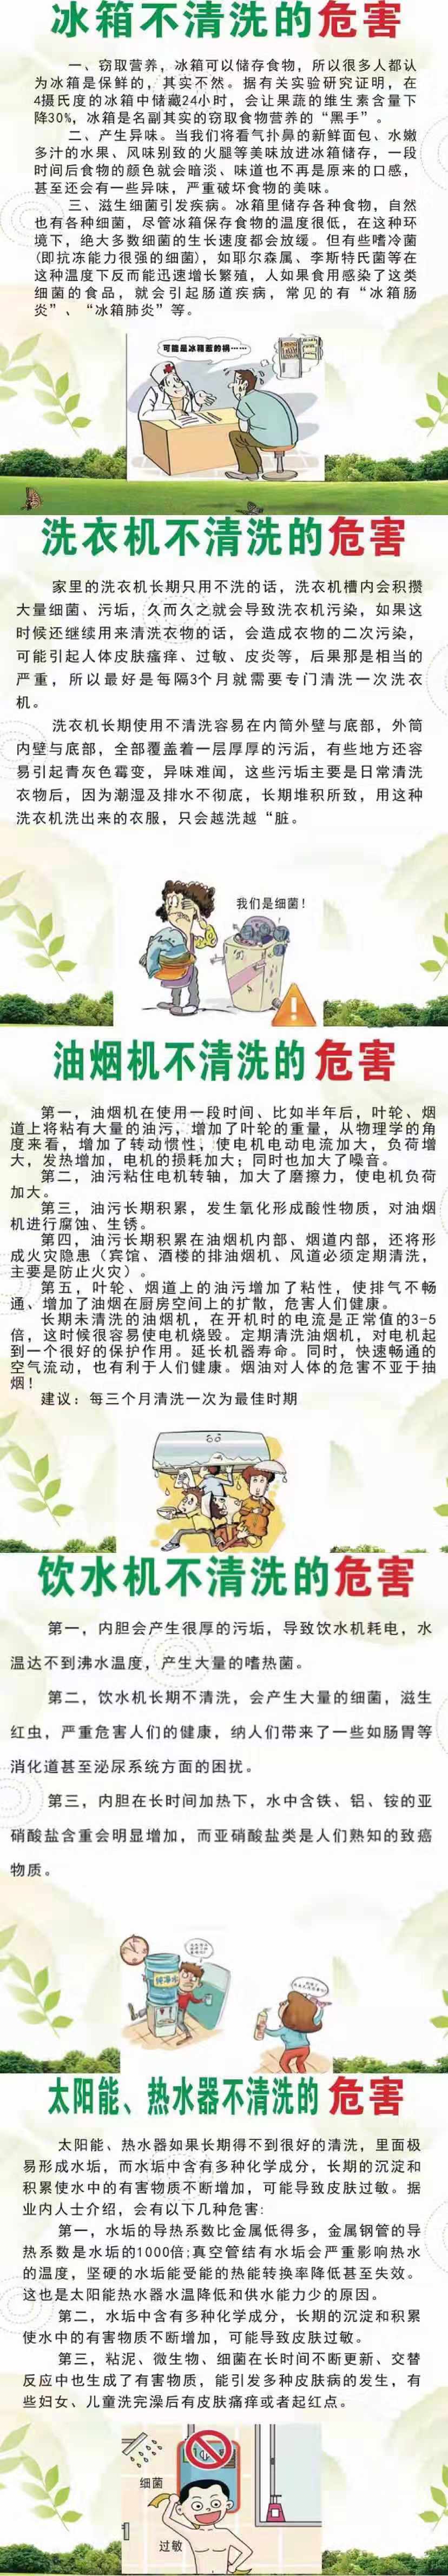 冰箱不清洗的危害
一、窃取营养，冰箱可以储存食物，所以很多人都认
为冰箱是保鲜的，其实不然。据有关实验研究证明，在
4摄氏度的冰箱中储藏24小时，会让果蔬的维生素含量下
降30%，冰箱是名副其实的窃取食物营养的“黑手”。
二、产生异味。当我们将看气扑鼻的新鲜面包、水嫩
多汁的水果、风味别致的火腿等美味放进冰箱储存，一段
时间后食物的颜色就会暗淡、味道也不再是原来的口感，
甚至还会有一些异味，严重破坏食物的美味。
三、滋生细菌引发疾病。冰箱里储存各种食物，自然
也有各种细菌，尽管冰箱保存食物的温度很低，在这种环
境下，绝大多数细菌的生长速度都会放缓。但有些嗜冷菌
(即抗冻能力很强的细菌)，如耶尔森属、李斯特氏菌等在
这种温度下反而能迅速增长繁殖，人如果食用感染了这类
细菌的食品，就会引起肠道疾病，常见的有“冰箱肠
炎”、“冰箱肺炎”等。
可能是冰箱惹的祸……
洗衣机不清洗的危害
家里的洗衣机长期只用不洗的话，洗衣机槽内会积攒
大量细菌、污垢，久而久之就会导致洗衣机污染，如果这
时候还继续用来清洗衣物的话，会造成衣物的二次污染，
可能引起人体皮肤瘙痒、过敏、皮炎等，后果那是相当的
严重，所以最好是每隔3个月就需要专门清洗一次洗衣
机。
洗衣机长期使用不清洗容易在内筒外壁与底部，外筒
内壁与底部，全部覆盖着一层厚厚的污垢，有些地方还容
易引起青灰色霉变，异味难闻，这些污垢主要是日常清洗
衣物后，因为潮湿及排水不彻底，长期堆积所致，用这种
洗衣机洗出来的衣服，只会越洗越“脏。
我们是细菌！
油烟机不清洗的危害
第一，油烟机在使用一段时间、比如半年后，叶轮、烟
道上将粘有大量的油污，增加了叶轮的重量，从物理学的角
度来看，增加了转动惯性，使电机电动电流加大，负荷增
大，发热增加，电机的损耗加大；同时也加大了噪音。
第二，油污粘住电机转轴，加大了磨擦力，使电机负荷
加大。
第三，油污长期积累，发生氧化形成酸性物质，对油烟
机进行腐蚀、生锈。
第四，油污长期积累在油烟机内部、烟道内部，还将形
成火灾隐患（宾馆、酒楼的排油烟机、风道必须定期清洗，
主要是防止火灾）。
第五，叶轮、烟道上的油污增加了粘性，使排气不畅
通、增加了油烟在厨房空间上的扩散，危害人们健康。
长期未清洗的油烟机，在开机时的电流是正常值的3-5
倍，这时候很容易使电机烧毁。定期清洗油烟机，对电机起
到一个很好的保护作用。延长机器寿命。同时，快速畅通的
空气流动，也有利于人们健康。烟油对人体的危害不亚于抽
烟！
建议：每三个月清洗一次为最佳时期
饮水机不清洗的危害
第一，内胆会产生很厚的污垢，导致饮水机耗电，水
温达不到沸水温度，产生大量的嗜热菌。
第二，饮水机长期不清洗，会产生大量的细菌，滋生
红虫，严重危害人们的健康，纳人们带来了一些如肠胃等
消化道甚至泌尿系统方面的困扰。
第三，内胆在长时间加热下，水中含铁、铝、铵的亚
硝酸盐含重会明显增加，而亚硝酸盐类是人们熟知的致癌
物质。
纯净水
太阳能、热水器不清洗的危害
太阳能、热水器如果长期得不到很好的清洗，里面极
易形成水垢，而水垢中含有多种化学成分，长期的沉淀和
积累使水中的有害物质不断增加，可能导致皮肤过敏。据
业内人士介绍，会有以下几种危害:
第一，水垢的导热系数比金属低得多，金属钢管的导
热系数是水垢的1000倍;真空管结有水垢会严重影响热水
的温度，坚硬的水垢能受能的热能转换率降低甚至失效。
这也是太阳能热水器水温降低和供水能力少的原因。
第二，水垢中含有多种化学成分，长期的沉淀和积累
使水中的有害物质不断增加，可能导致皮肤过敏。
第三，粘泥、微生物、细菌在长时间不断更新、交替
反应中也生成了有害物质，能引发多种皮肤病的发生，有
些妇女、儿童洗完澡后有皮肤瘙痒或者起红点。
细菌
过敏